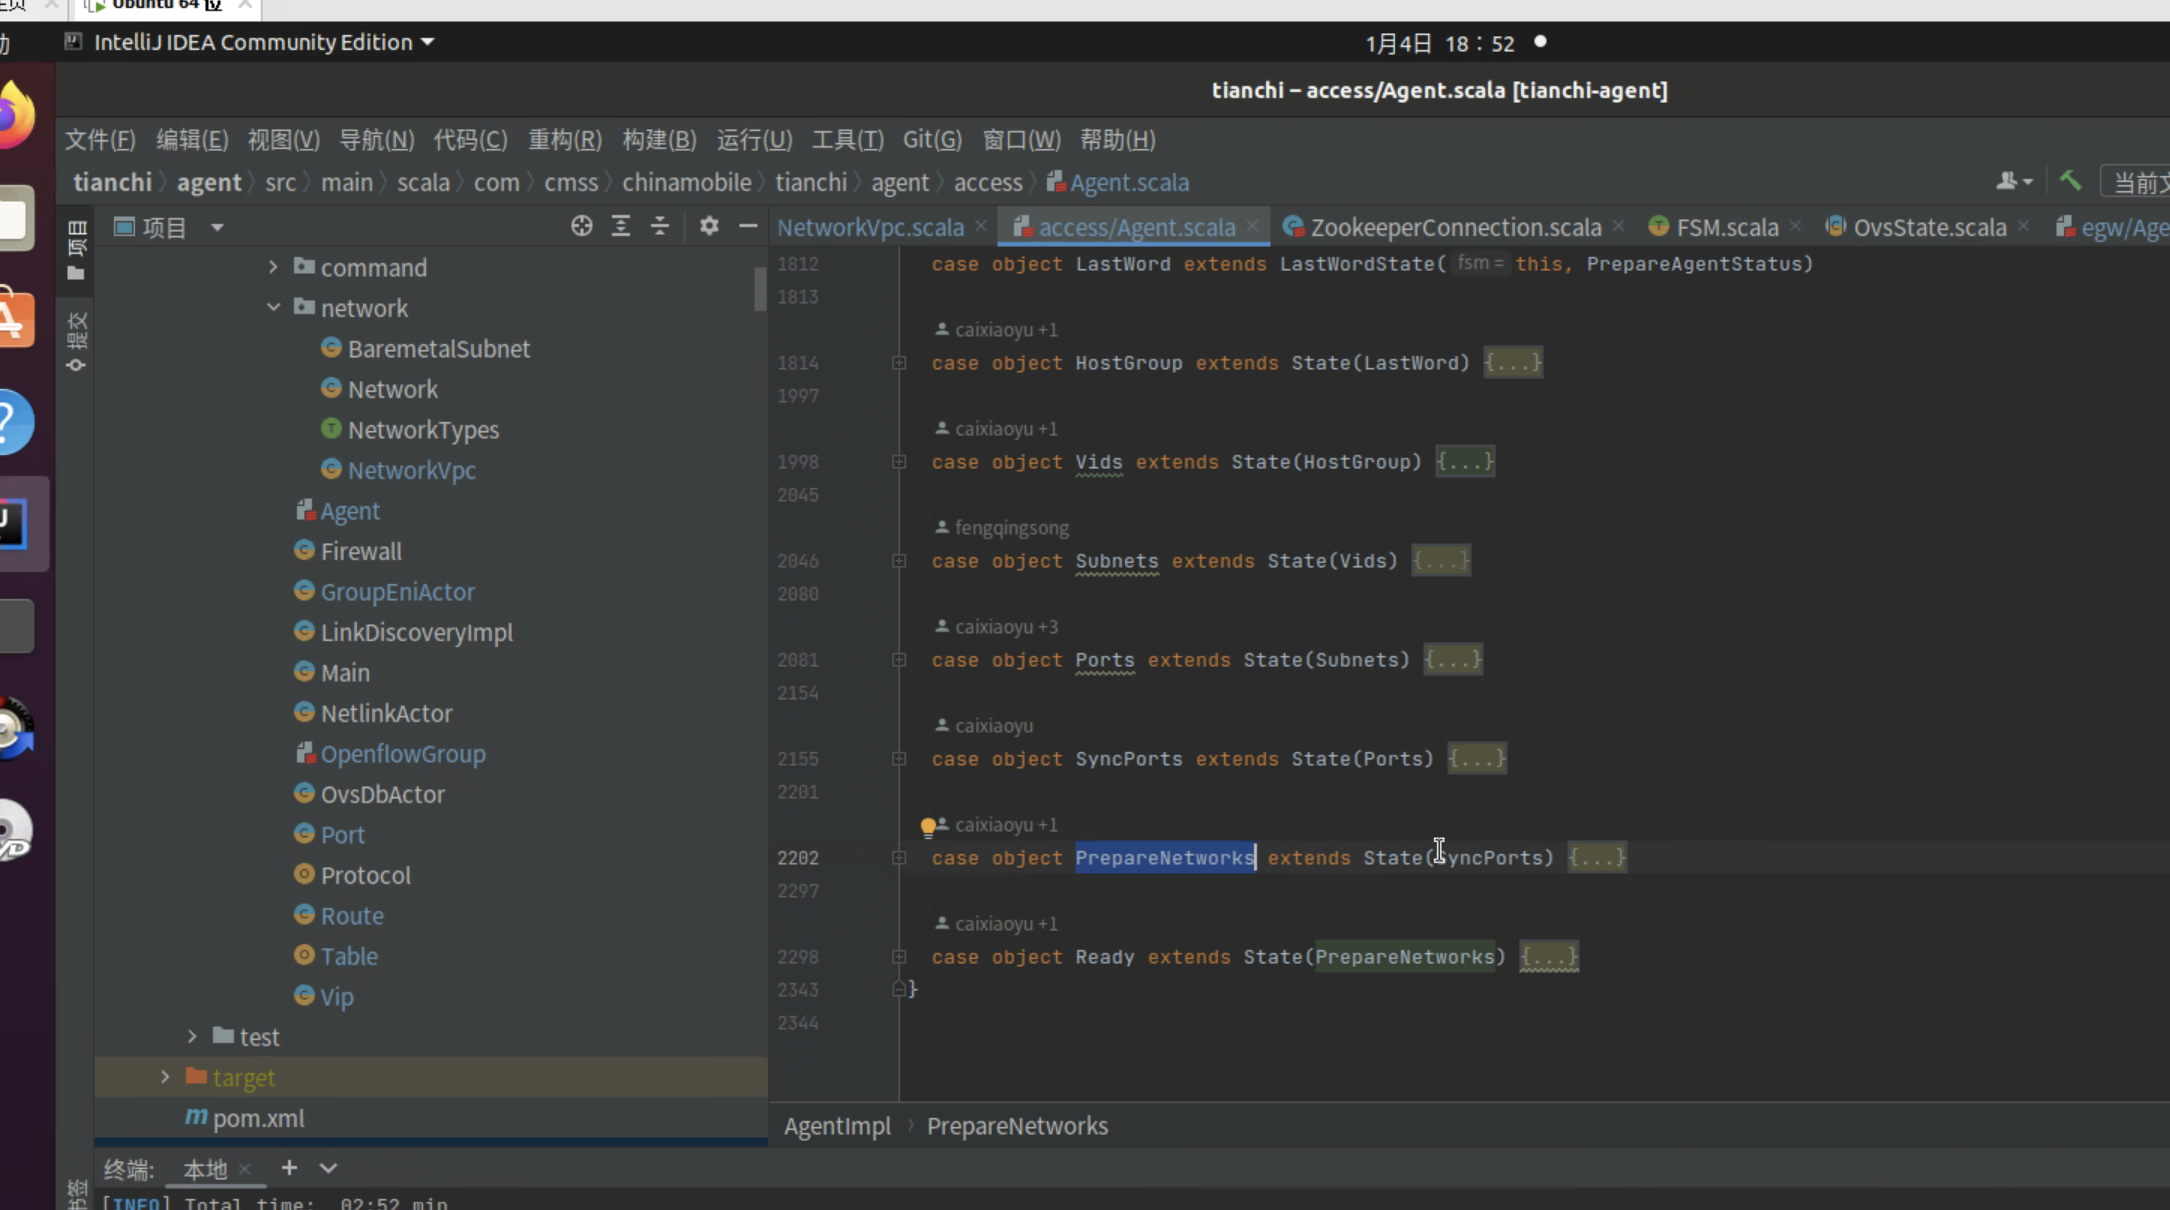 Ubuntu 64 位
IntelliJ IDEA Community Edition
1月4日 18：52
tianchi – access/Agent.scala [tianchi-agent]
文件(F) 编辑(E) 视图(V) 导航(N) 代码(C) 重构(R) 构建(B) 运行(U) 工具(T) Git(G) 窗口(W) 帮助(H)
tianchi agent src main scala com cmss chinamobile tianchi agent access Agent.scala
项目
提交
书签
项目
command
network
BaremetalSubnet
Network
NetworkTypes
NetworkVpc
Agent
Firewall
GroupEniActor
LinkDiscoveryImpl
Main
NetlinkActor
OpenflowGroup
OvsDbActor
Port
Protocol
Route
Table
Vip
test
target
pom.xml
NetworkVpc.scala access/Agent.scala ZookeeperConnection.scala FSM.scala OvsState.scala
1812 case object LastWord extends LastWordState( fsm = this, PrepareAgentStatus)
1813
caixiaoyu +1
1814 case object HostGroup extends State(LastWord) {...}
1997
caixiaoyu +1
1998 case object Vids extends State(HostGroup) {...}
2045
fengqingsong
2046 case object Subnets extends State(Vids) {...}
2080
caixiaoyu +3
2081 case object Ports extends State(Subnets) {...}
2154
caixiaoyu
2155 case object SyncPorts extends State(Ports) {...}
2201
caixiaoyu +1
2202 case object PrepareNetworks extends State(SyncPorts) {...}
2297
caixiaoyu +1
2298 case object Ready extends State(PrepareNetworks) {...}
2343 }
2344
AgentImpl PrepareNetworks
终端: 本地
[INFO] Total time: 02:52 min